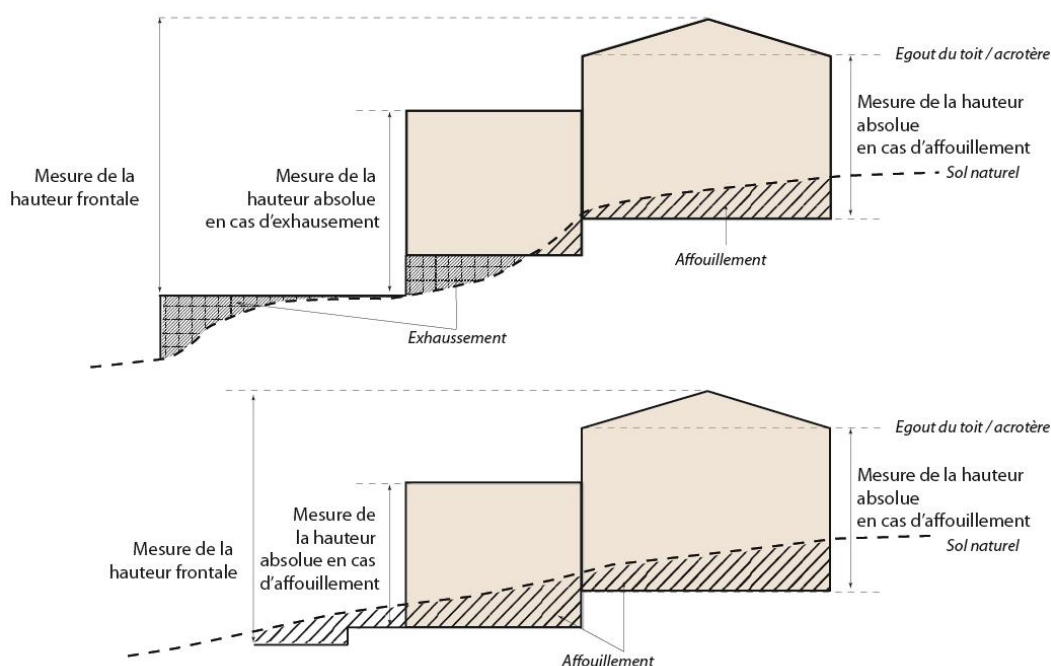 Egout du toit / acrotère
Mesure de la hauteur
absolue
en cas d'affouillement
Sol naturel
Mesure de la
hauteur frontale
Mesure de la
hauteur absolue
en cas d'exhausement
Affouillement
Exhaussement
Egout du toit / acrotère
Mesure de la hauteur
absolue
en cas d'affouillement
Sol naturel
Mesure de
la hauteur
absolue en cas
d'affouillement
Mesure de la
hauteur frontale
Affouillement